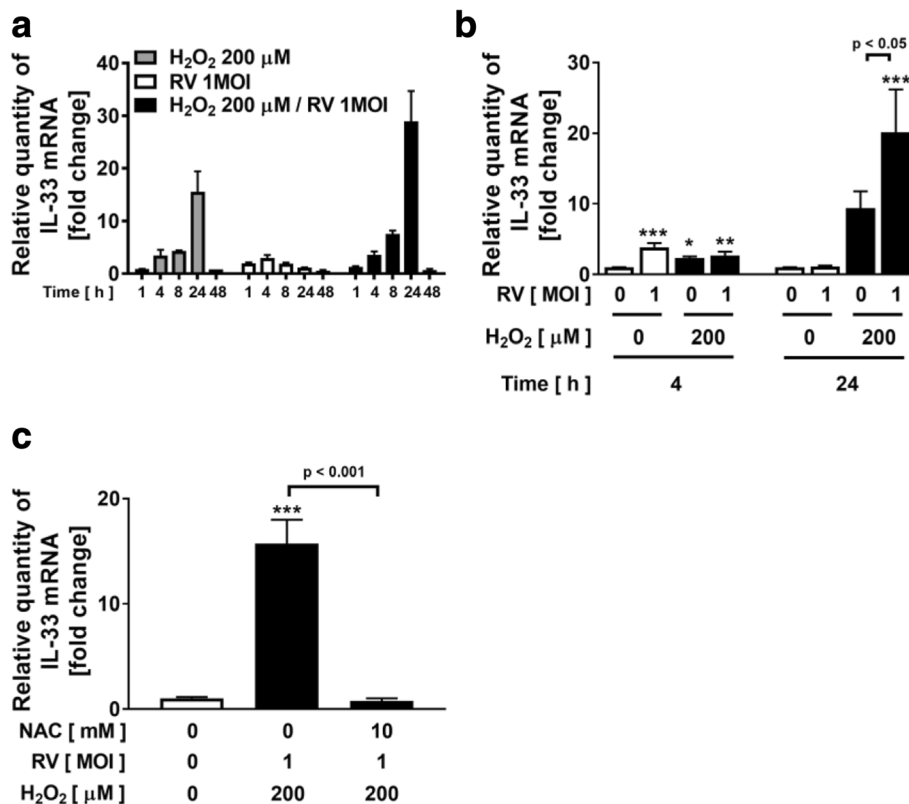 a
Relative quantity of
IL-33 mRNA
[fold change]
40
30
20
10
0
H₂O₂ 200 µM
RV 1MOI
H₂O₂ 200 µM / RV 1MOI
Time [ h ] 1 4 8 24 48 1 4 8 24 48 1 4 8 24 48
b
Relative quantity of
IL-33 mRNA
[fold change]
30
20
10
0
p < 0.05
*** * ** ***
RV [ MOI ] 0 1 0 1 0 1 0 1
H₂O₂ [ µM ] 0 200 0 200
Time [ h ] 4 24
c
Relative quantity of
IL-33 mRNA
[fold change]
20
10
0
p < 0.001
***
NAC [ mM ] 0 0 10
RV [ MOI ] 0 1 1
H₂O₂ [ µM ] 0 200 200